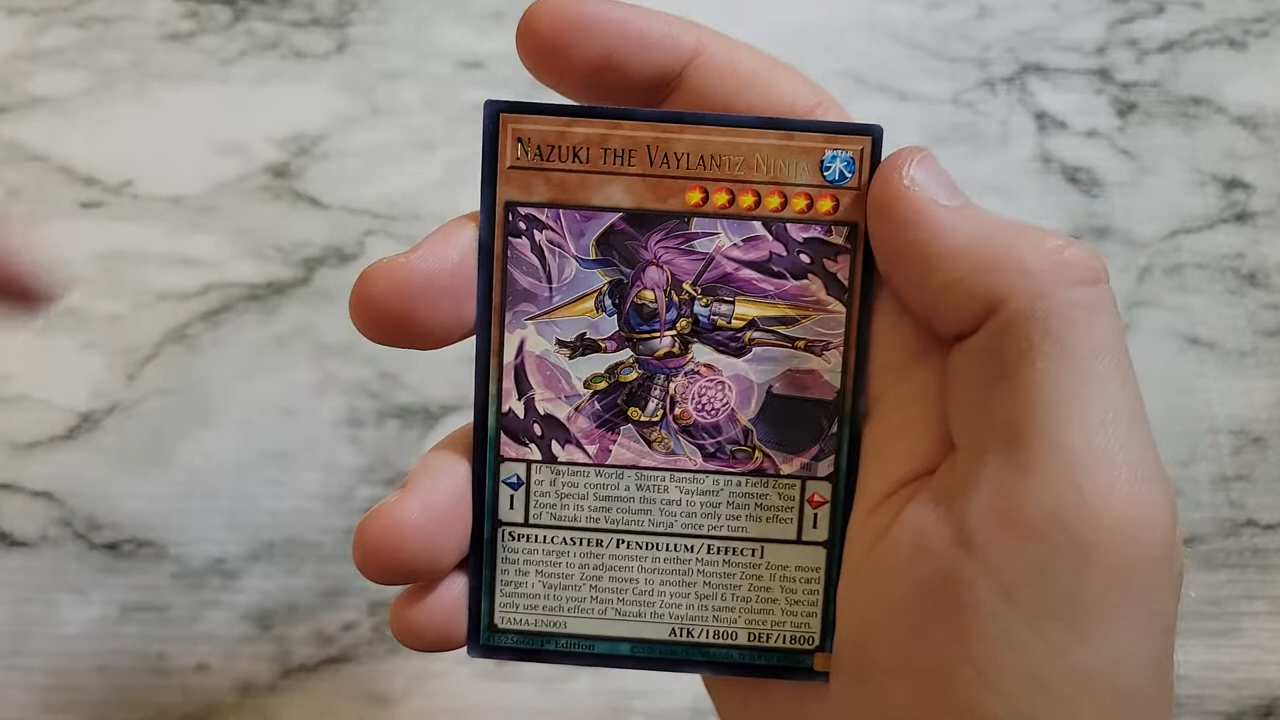 NAZUKI THE VAYLANTZ NINJA
WATER
水
If "Vaylantz World - Shinra Bansho" is in a Field Zone
or if you control a WATER "Vaylantz" monster: You
can Special Summon this card to your Main Monster
Zone in its same column. You can only use this effect
of "Nazuki the Vaylantz Ninja" once per turn.
1
1
[SPELLCASTER/PENDULUM/EFFECT]
You can target 1 other monster in either Main Monster Zone; move
that monster to an adjacent (horizontal) Monster Zone. If this card
in the Monster Zone moves to another Monster Zone: You can
target 1 "Vaylantz" Monster Card in your Spell & Trap Zone; Special
Summon it to your Main Monster Zone in its same column. You can
only use each effect of "Nazuki the Vaylantz Ninja" once per turn.
TAMA-EN003
ATK/1800 DEF/1800
41525660 1st Edition